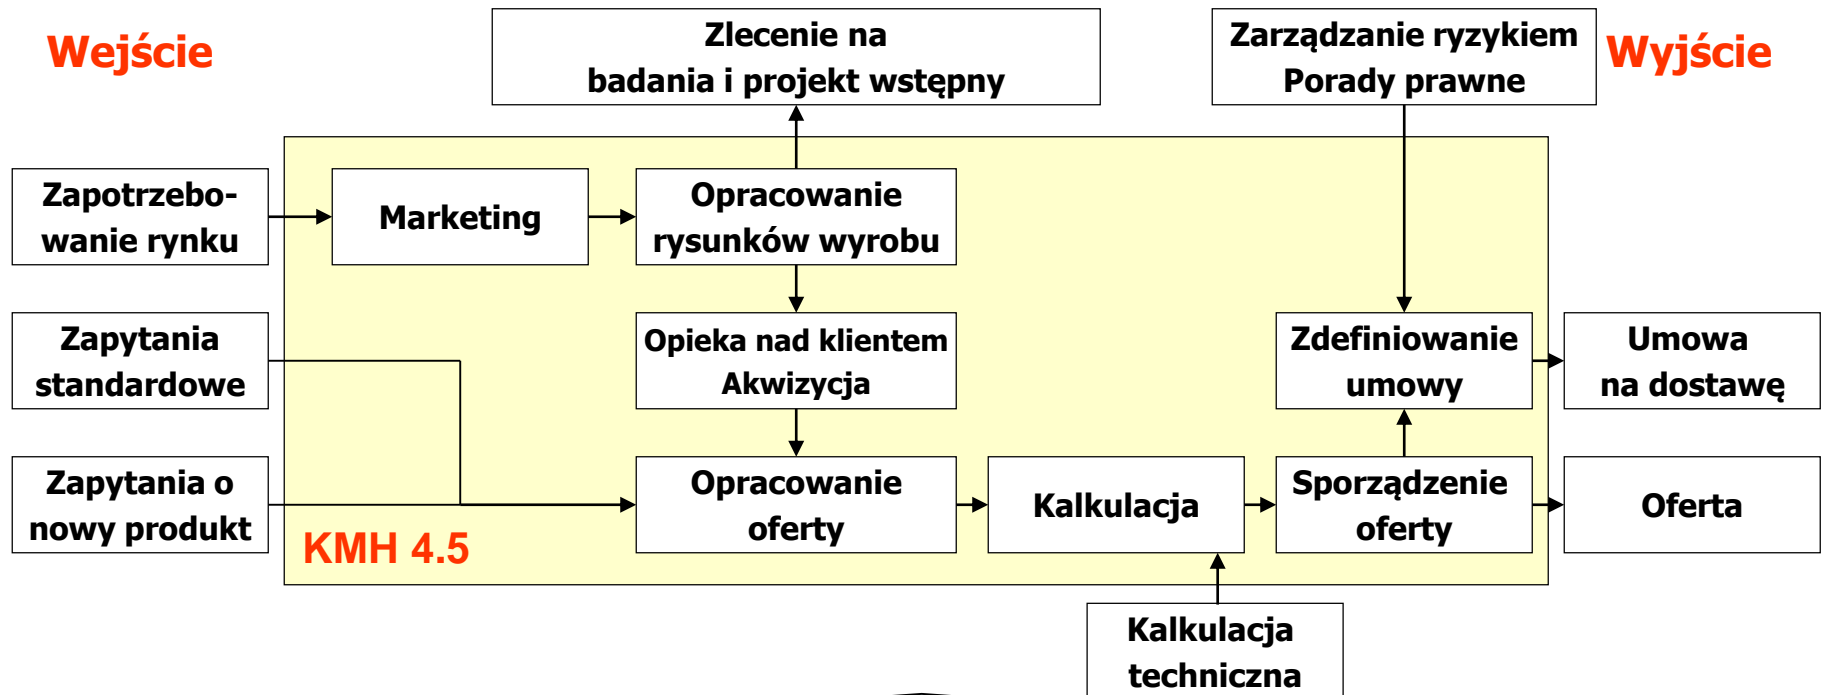 Wejście
Zlecenie na
badania i projekt wstępny
Zarządzanie ryzykiem
Porady prawne
Wyjście
Zapotrzebo-
wanie rynku
Marketing
Opracowanie
rysunków wyrobu
Zapytania
standardowe
Opieka nad klientem
Akwizycja
Zdefiniowanie
umowy
Umowa
na dostawę
Zapytania o
nowy produkt
KMH 4.5
Opracowanie
oferty
Kalkulacja
Sporządzenie
oferty
Oferta
Kalkulacja
techniczna